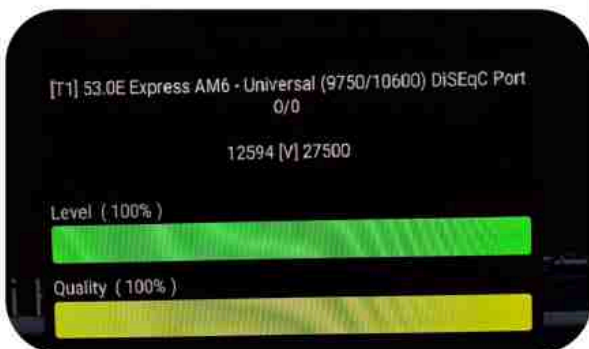 [T1] 53.0E Express AM6 - Universal (9750/10600) DiSEqC Port
0/0
12594 [V] 27500
Level ( 100% )
Quality ( 100% )